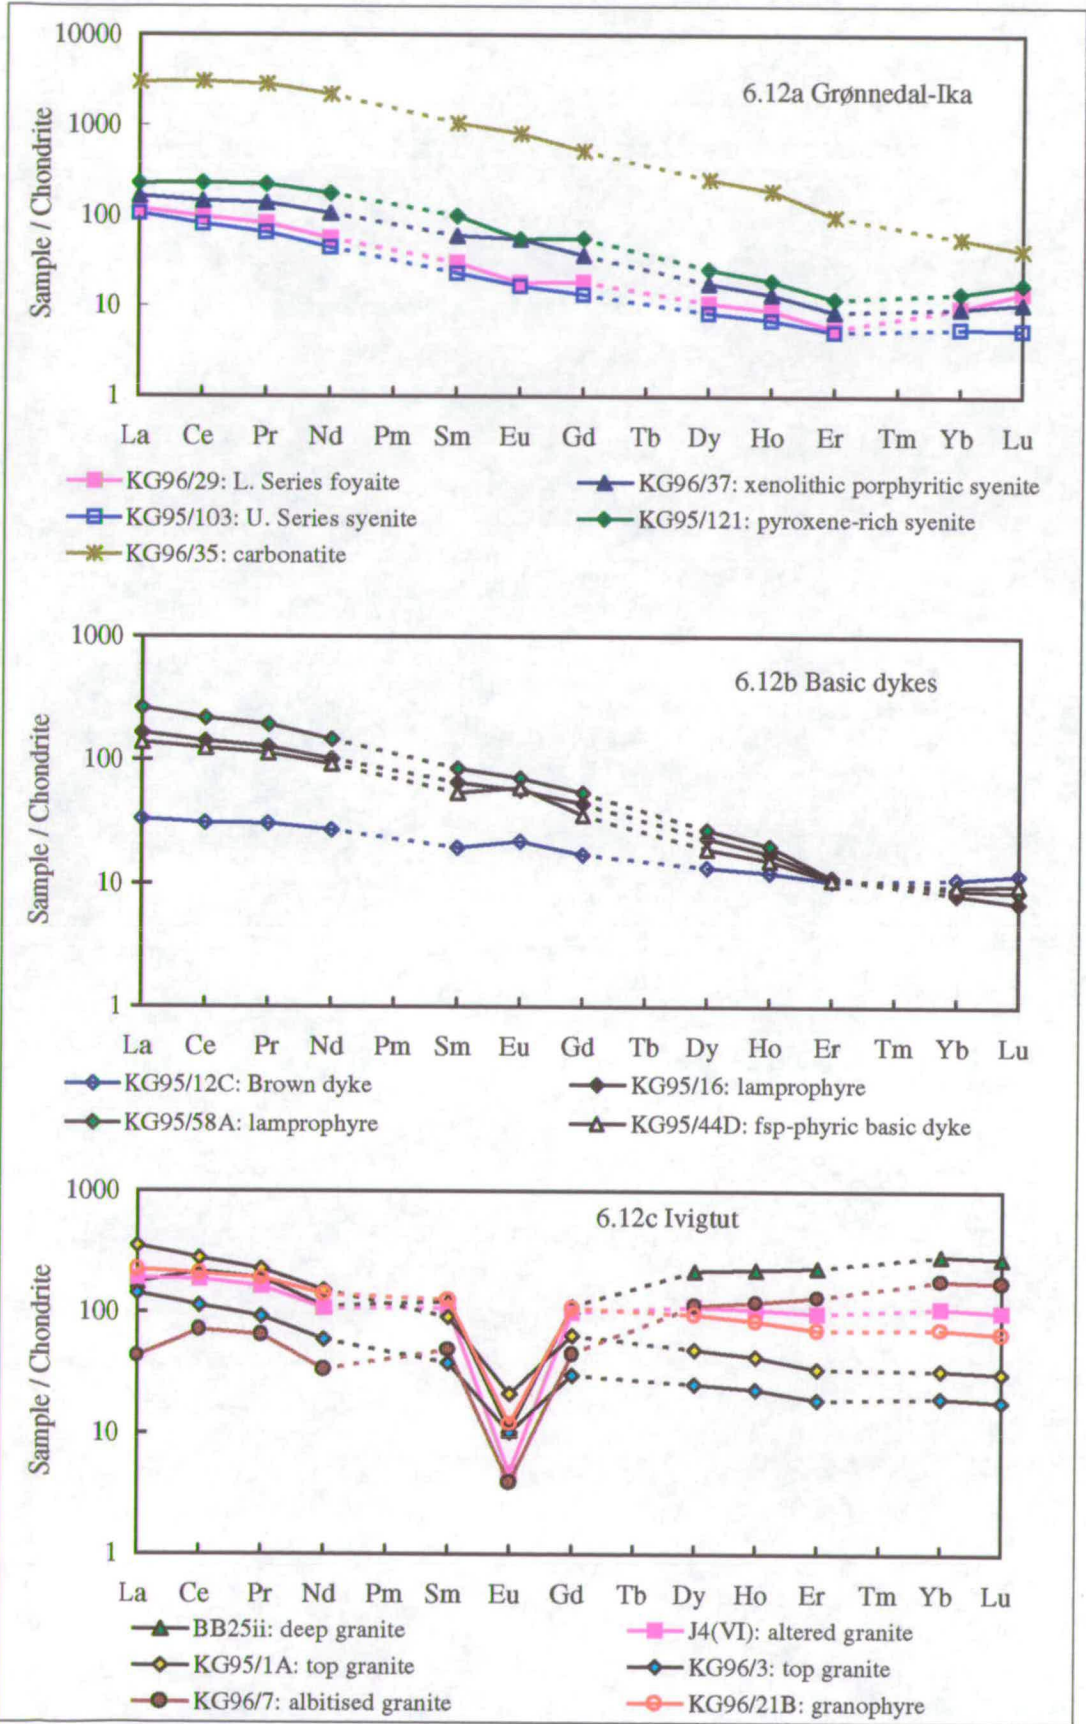 10000
6.12a Grønnedal-Ika
1000
100
10
1
Sample / Chondrite
La Ce Pr Nd Pm Sm Eu Gd Tb Dy Ho Er Tm Yb Lu
KG96/29: L. Series foyaite
KG96/37: xenolithic porphyritic syenite
KG95/103: U. Series syenite
KG95/121: pyroxene-rich syenite
KG96/35: carbonatite
1000
6.12b Basic dykes
100
10
1
Sample / Chondrite
La Ce Pr Nd Pm Sm Eu Gd Tb Dy Ho Er Tm Yb Lu
KG95/12C: Brown dyke
KG95/16: lamprophyre
KG95/58A: lamprophyre
KG95/44D: fsp-phyric basic dyke
1000
6.12c Ivigtut
100
10
1
Sample / Chondrite
La Ce Pr Nd Pm Sm Eu Gd Tb Dy Ho Er Tm Yb Lu
BB25ii: deep granite
J4(VI): altered granite
KG95/1A: top granite
KG96/3: top granite
KG96/7: albitised granite
KG96/21B: granophyre